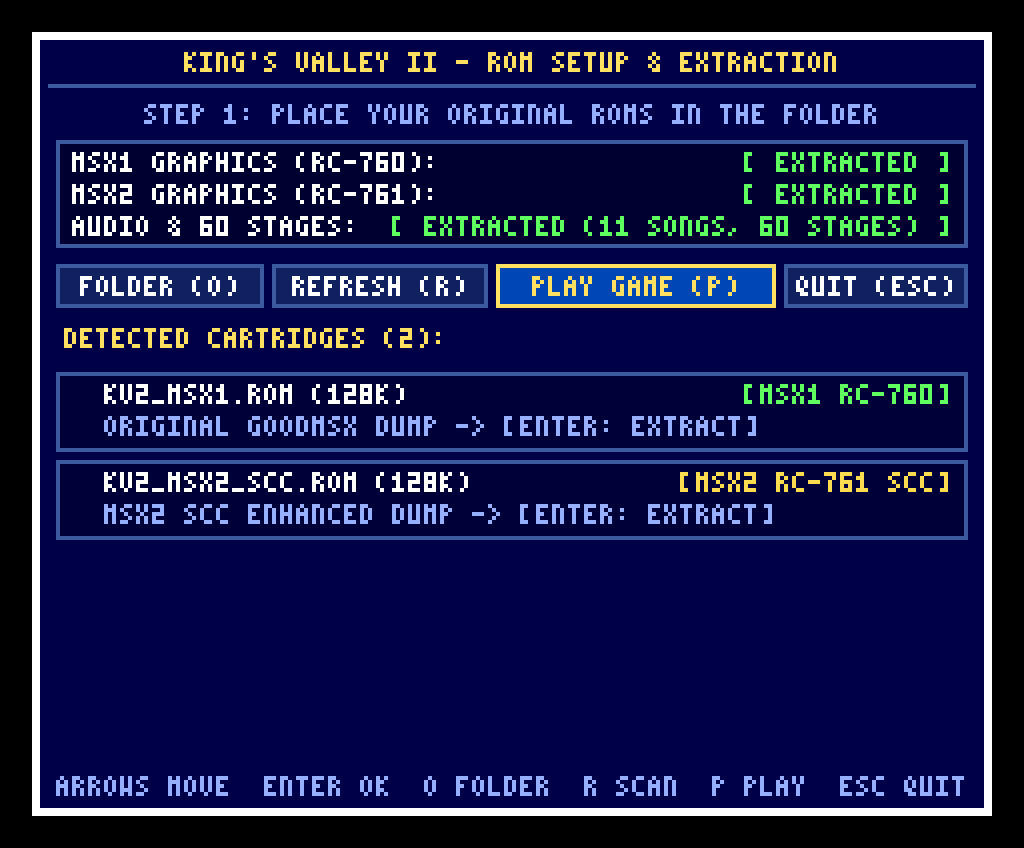 KING'S VALLEY II - ROM SETUP & EXTRACTION
STEP 1: PLACE YOUR ORIGINAL ROMS IN THE FOLDER
MSX1 GRAPHICS (RC-760): [ EXTRACTED ]
MSX2 GRAPHICS (RC-761): [ EXTRACTED ]
AUDIO & 60 STAGES: [ EXTRACTED (11 SONGS, 60 STAGES) ]
FOLDER (O) REFRESH (R) PLAY GAME (P) QUIT (ESC)
DETECTED CARTRIDGES (2):
KV2_MSX1.ROM (128K) [MSX1 RC-760]
ORIGINAL GOODMSX DUMP -> [ENTER: EXTRACT]
KV2_MSX2_SCC.ROM (128K) [MSX2 RC-761 SCC]
MSX2 SCC ENHANCED DUMP -> [ENTER: EXTRACT]
ARROWS MOVE ENTER OK O FOLDER R SCAN P PLAY ESC QUIT